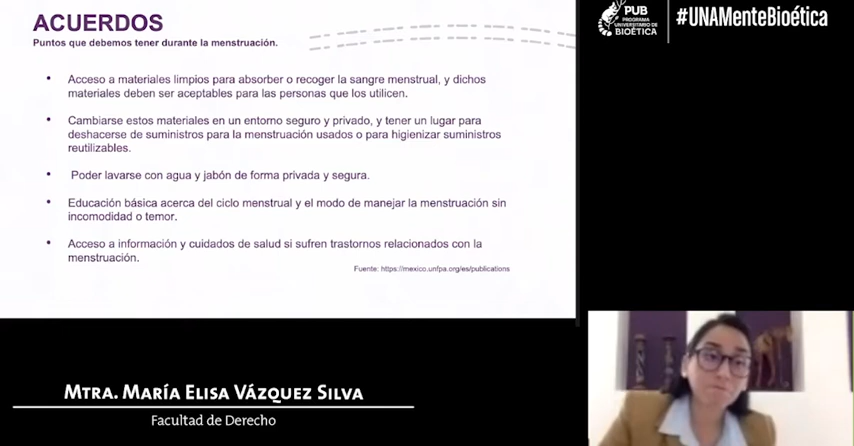 ACUERDOS
Puntos que debemos tener durante la menstruación.
• Acceso a materiales limpios para absorber o recoger la sangre menstrual, y dichos
materiales deben ser aceptables para las personas que los utilicen.
• Cambiarse estos materiales en un entorno seguro y privado, y tener un lugar para
deshacerse de suministros para la menstruación usados o para higienizar suministros
reutilizables.
• Poder lavarse con agua y jabón de forma privada y segura.
• Educación básica acerca del ciclo menstrual y el modo de manejar la menstruación sin
incomodidad o temor.
• Acceso a información y cuidados de salud si sufren trastornos relacionados con la
menstruación.
Fuente: https://mexico.unfpa.org/es/publications
PUB
PROGRAMA
UNIVERSITARIO DE
BIOÉTICA
#UNAMenteBioética
MTRA. MARÍA ELISA VÁZQUEZ SILVA
Facultad de Derecho